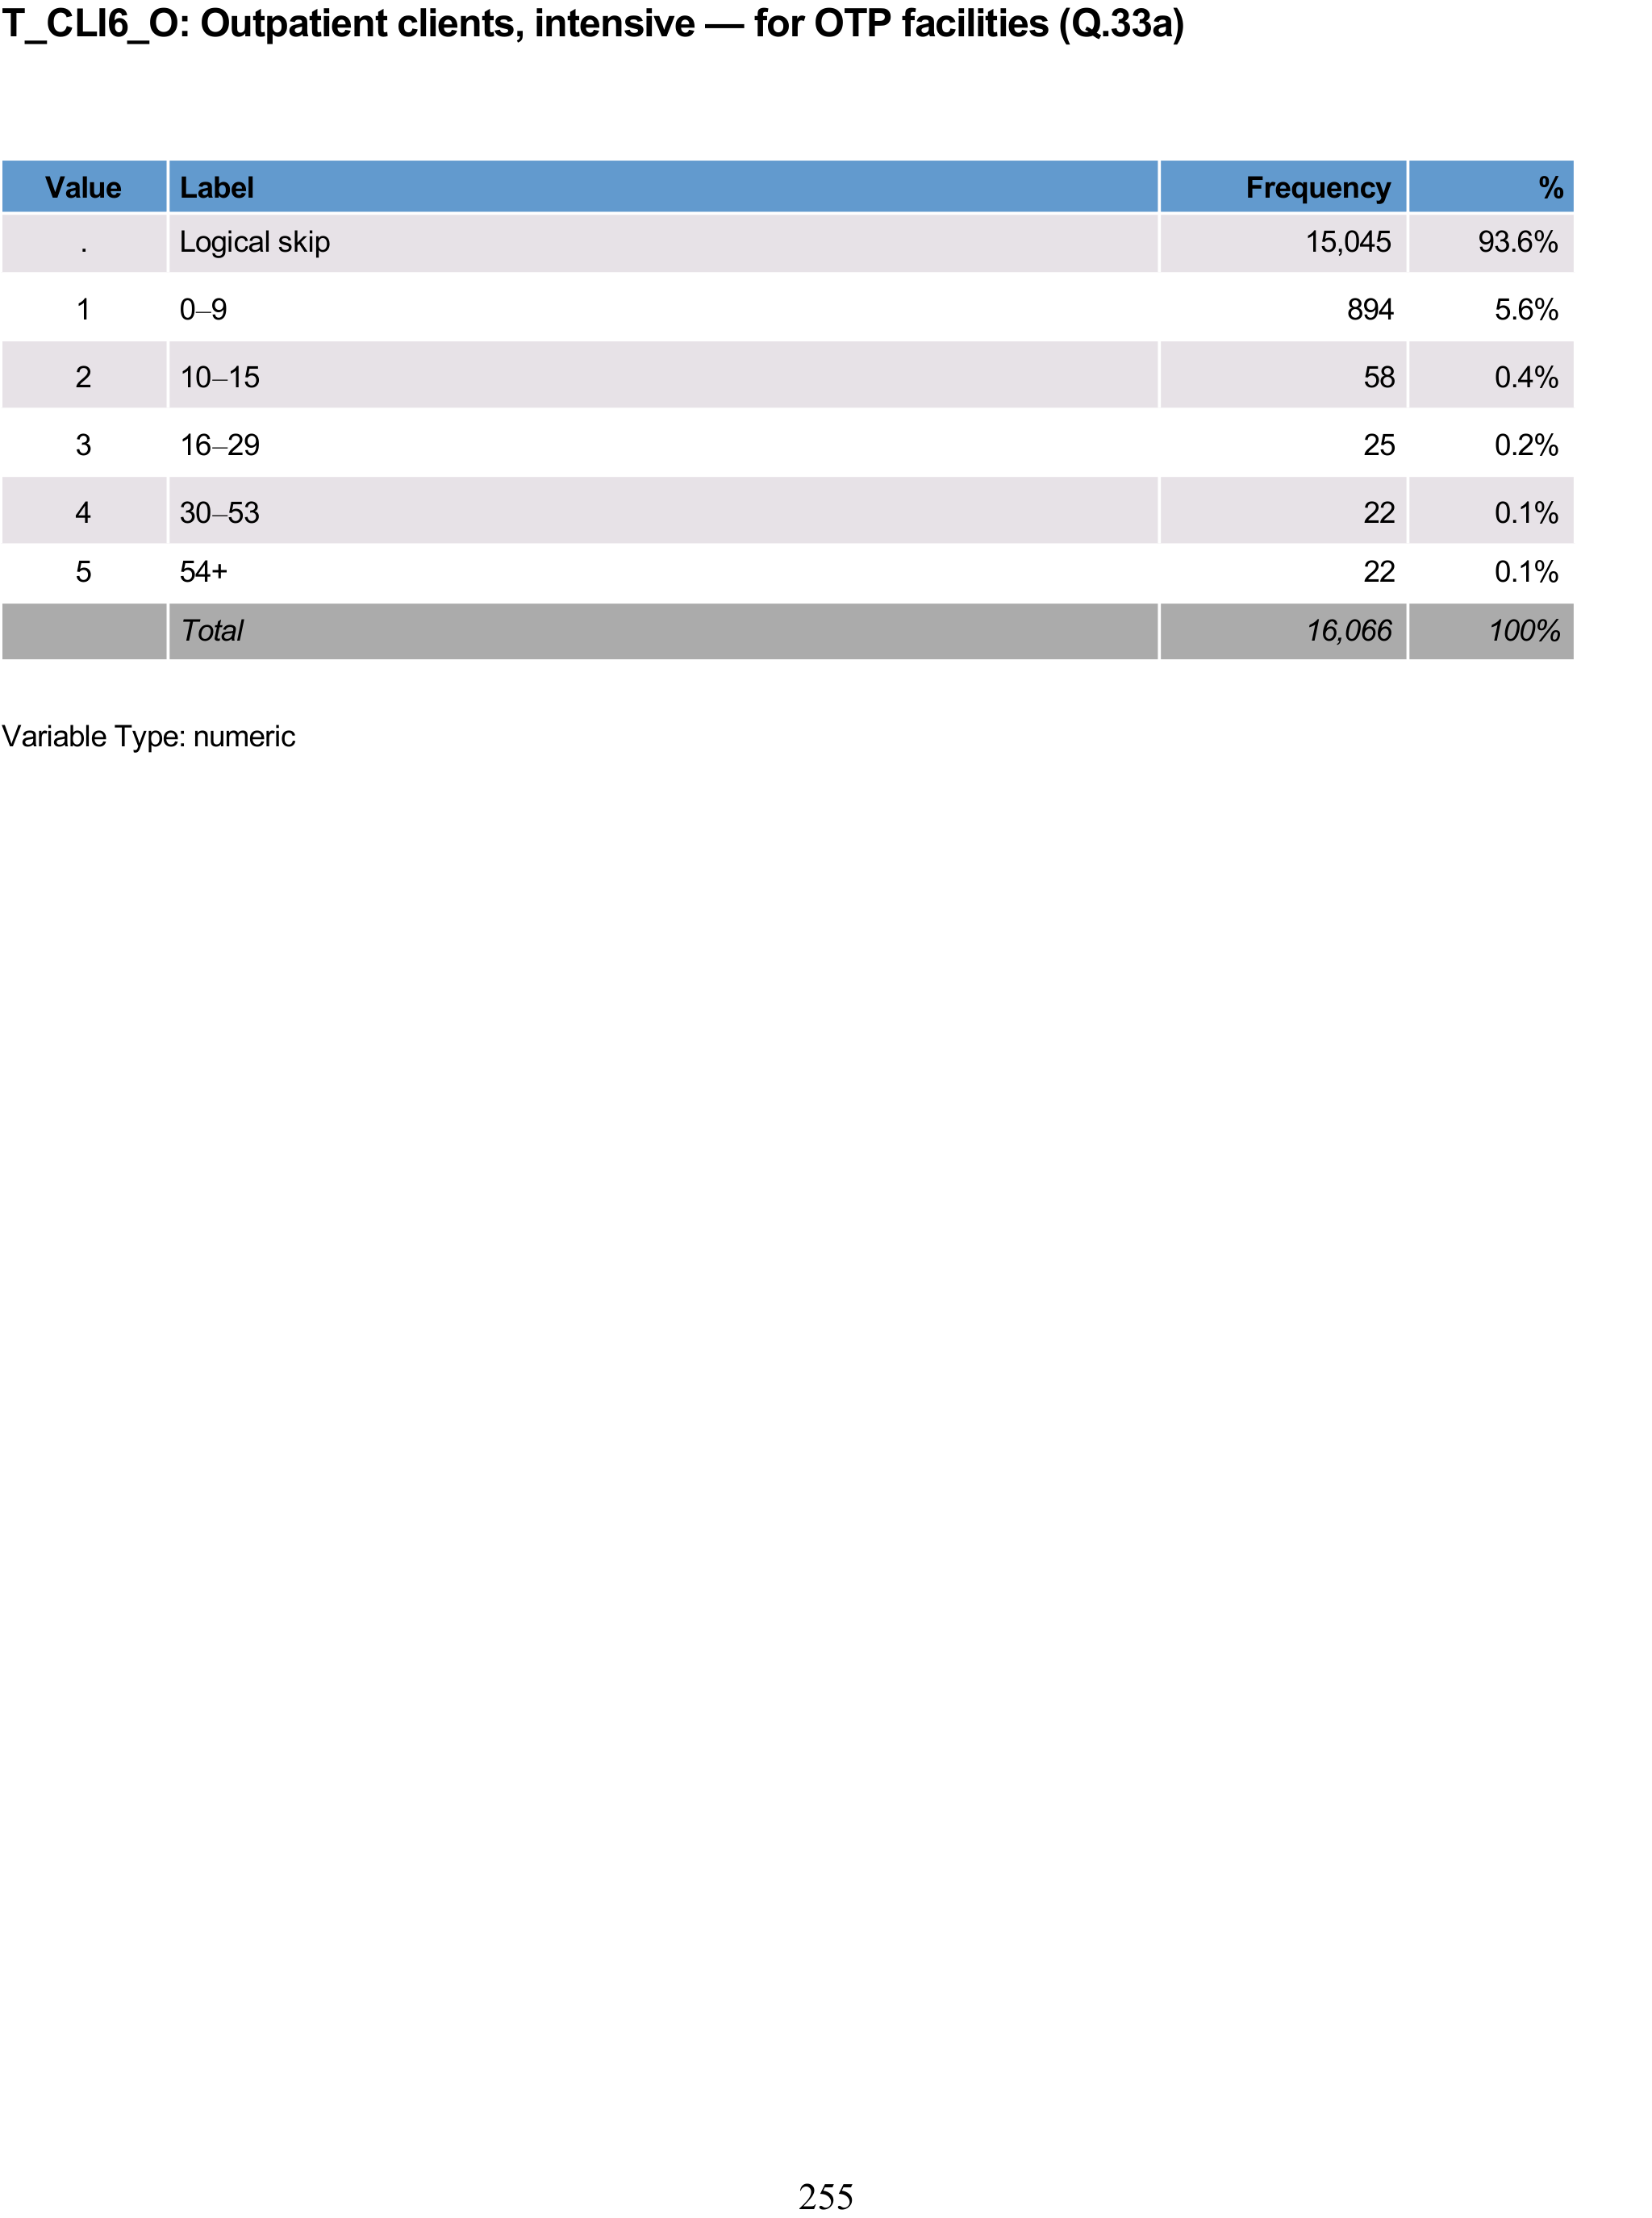 T_CLI6_O: Outpatient clients, intensive — for OTP facilities (Q.33a)
Value Label Frequency %
. Logical skip 15,045 93.6%
1 0–9 894 5.6%
2 10–15 58 0.4%
3 16–29 25 0.2%
4 30–53 22 0.1%
5 54+ 22 0.1%
Total 16,066 100%
Variable Type: numeric
255